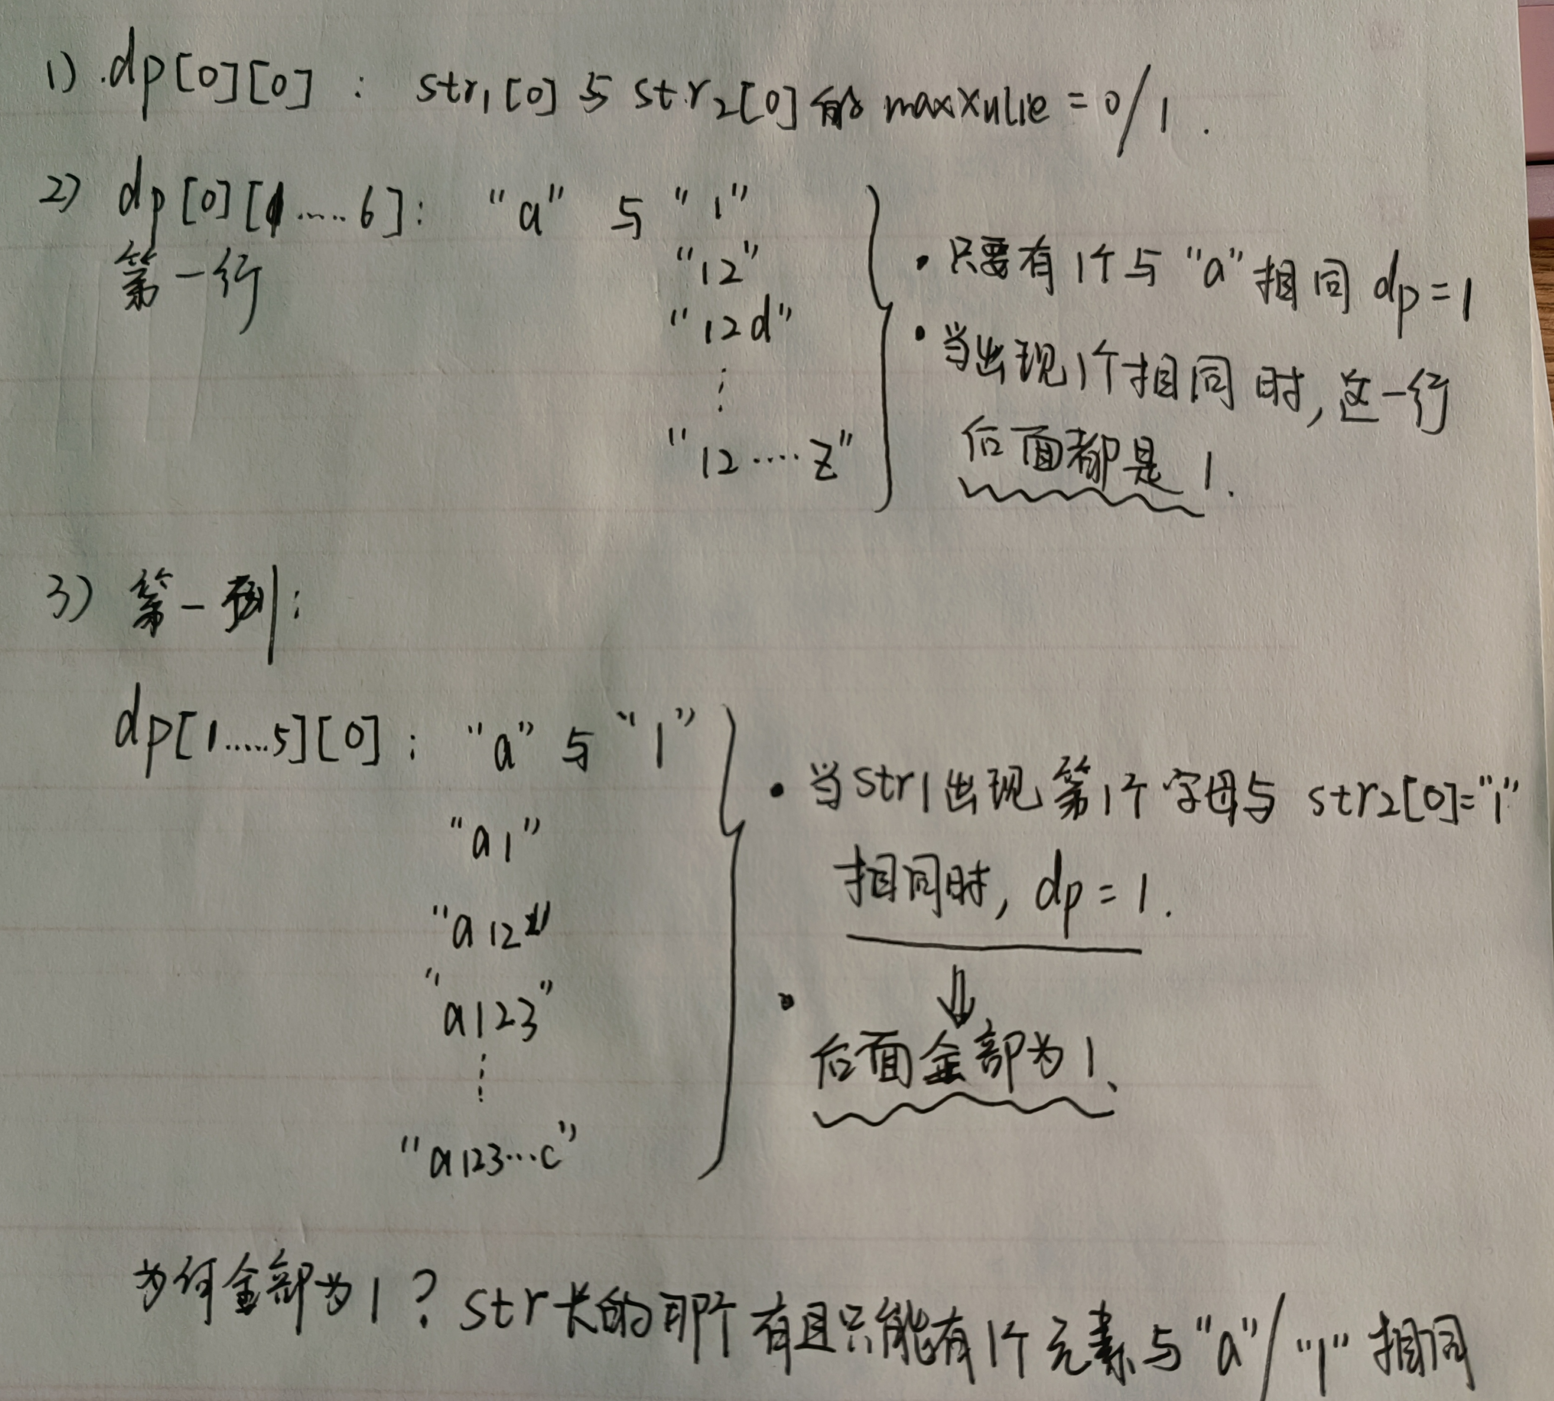 1) dp[0][0] : str1[0] 与 str2[0] 的 maxXulie = 0/1.
2) dp[0][1.....6]: "a" 与 "1"
第一行
"12"
"12d"
⋮
"12....z"
• 只要有1个与"a"相同 dp=1
• 当出现1个相同时,这一行
后面都是1.
3) 第一列:
dp[1.....5][0]: "a" 与 "1"
"a1"
"a12"
"a123"
⋮
"a123...c"
• 当str1出现第1个字母与 str2[0]="1"
相同时, dp=1.
⇓
• 后面全部为1、
为何全部为1? str长的那个有且只能有1个元素与"a"/"1"相同